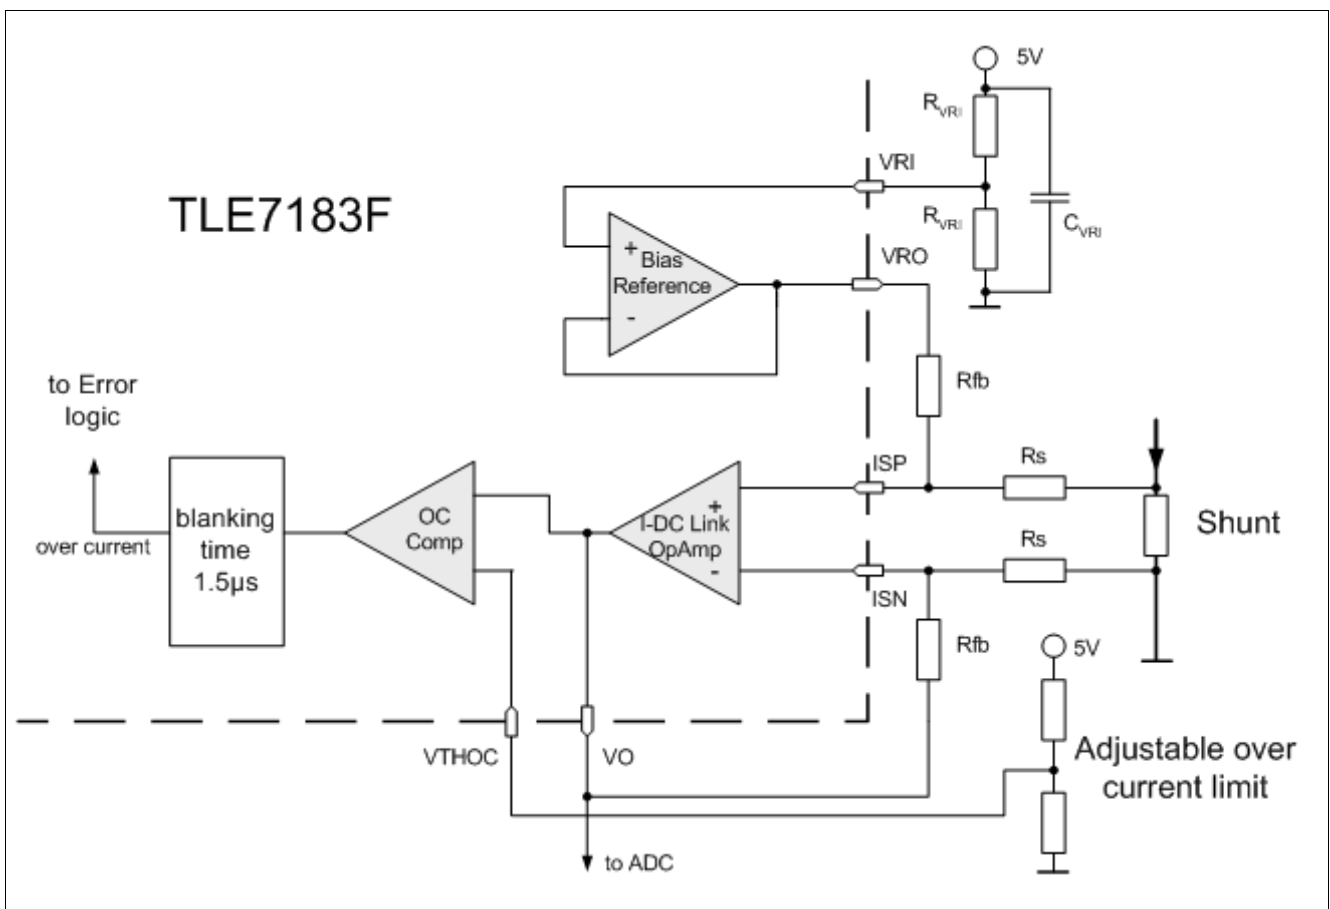 5V
RVRI
VRI
TLE7183F
RVRI
CVRI
VRO
+
Bias
Reference
-
to Error
logic
Rfb
ISP
Rs
+
I-DC Link
OpAmp
-
OC
Comp
blanking
time
1.5µs
over current
Shunt
Rs
ISN
Rfb
5V
VTHOC
VO
Adjustable over
current limit
to ADC